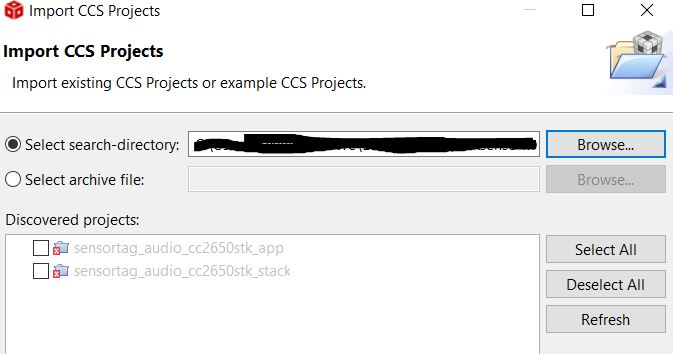 Import CCS Projects
Import CCS Projects
Import existing CCS Projects or example CCS Projects.
Select search-directory: Browse...
Select archive file: Browse...
Discovered projects:
sensortag_audio_cc2650stk_app
sensortag_audio_cc2650stk_stack
Select All
Deselect All
Refresh